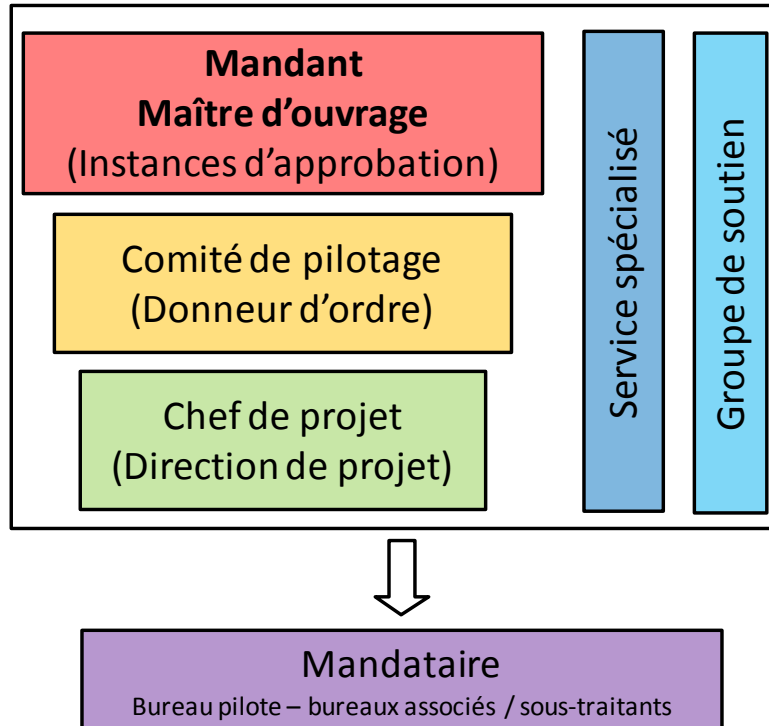 Mandant
Maître d'ouvrage
(Instances d'approbation)
Comité de pilotage
(Donneur d'ordre)
Chef de projet
(Direction de projet)
Service spécialisé
Groupe de soutien
Mandataire
Bureau pilote – bureaux associés / sous-traitants